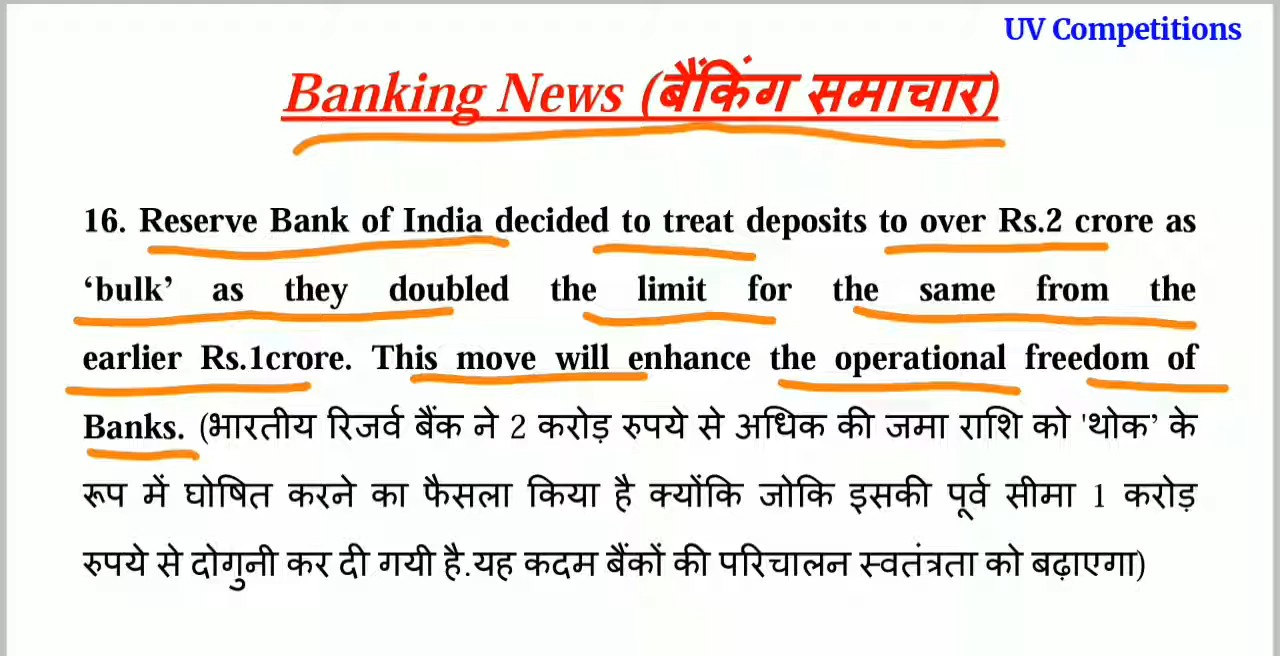 UV Competitions
Banking News (बैंकिंग समाचार)
16. Reserve Bank of India decided to treat deposits to over Rs.2 crore as
‘bulk’ as they doubled the limit for the same from the
earlier Rs.1crore. This move will enhance the operational freedom of
Banks. (भारतीय रिजर्व बैंक ने 2 करोड़ रुपये से अधिक की जमा राशि को 'थोक’ के
रूप में घोषित करने का फैसला किया है क्योंकि जोकि इसकी पूर्व सीमा 1 करोड़
रुपये से दोगुनी कर दी गयी है.यह कदम बैंकों की परिचालन स्वतंत्रता को बढ़ाएगा)